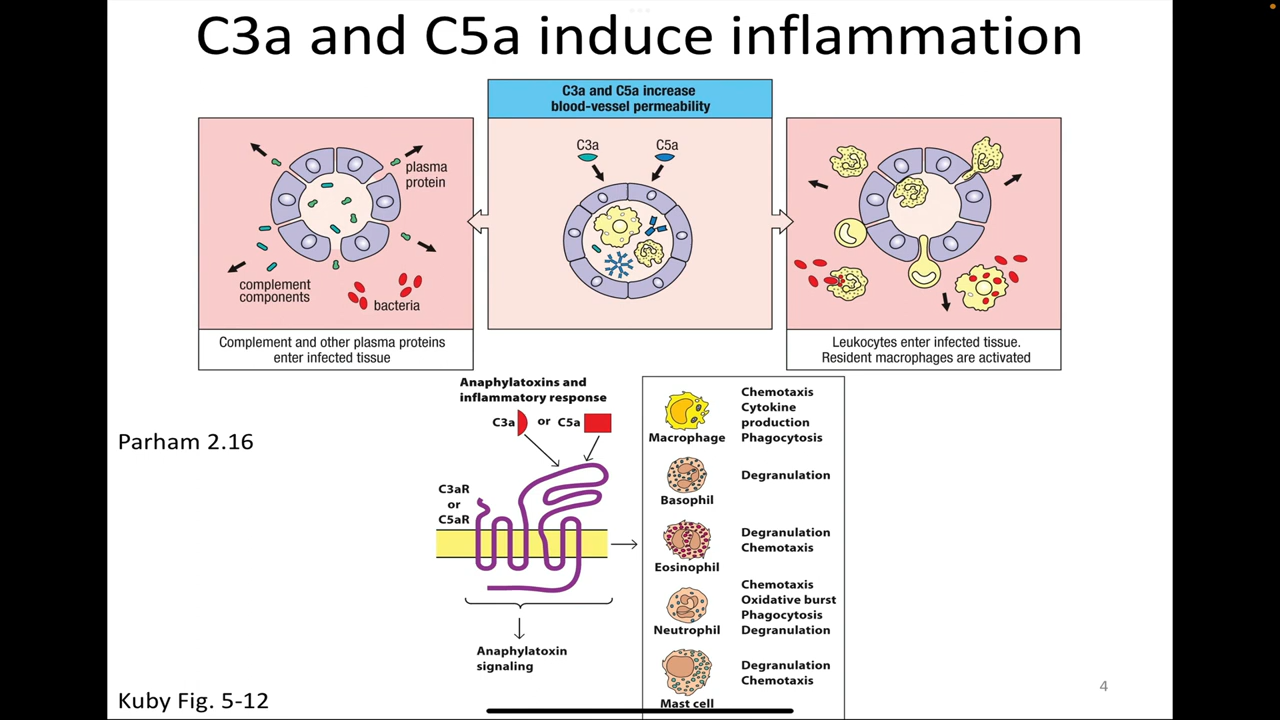 C3a and C5a induce inflammation
C3a and C5a increase
blood-vessel permeability
plasma
protein
complement
components
bacteria
Complement and other plasma proteins
enter infected tissue
C3a
C5a
Leukocytes enter infected tissue.
Resident macrophages are activated
Parham 2.16
Anaphylatoxins and
inflammatory response
C3a or C5a
C3aR
or
C5aR
Anaphylatoxin
signaling
Macrophage
Chemotaxis
Cytokine
production
Phagocytosis
Basophil
Degranulation
Eosinophil
Degranulation
Chemotaxis
Neutrophil
Chemotaxis
Oxidative burst
Phagocytosis
Degranulation
Mast cell
Degranulation
Chemotaxis
Kuby Fig. 5-12
4